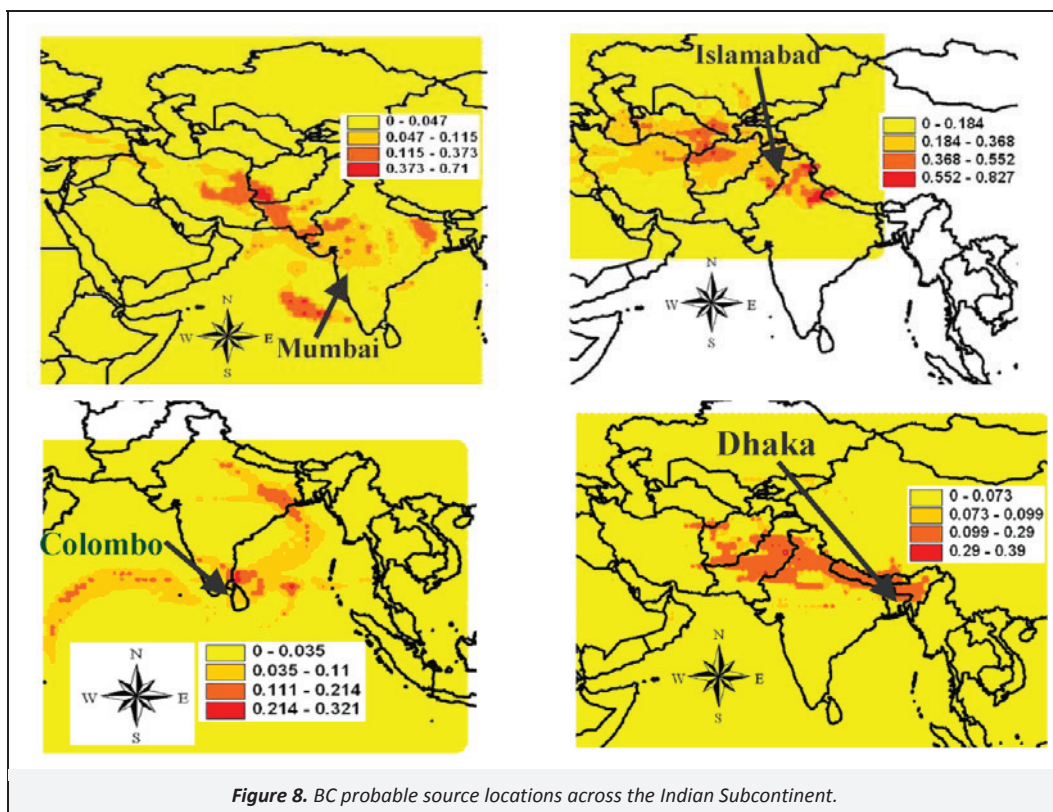 Islamabad
0 - 0.047
0.047 - 0.115
0.115 - 0.373
0.373 - 0.71
0 - 0.184
0.184 - 0.368
0.368 - 0.552
0.552 - 0.827
N
W E
S
Mumbai
N
W E
S
Dhaka
0 - 0.073
0.073 - 0.099
0.099 - 0.29
0.29 - 0.39
Colombo
N
W E
S
0 - 0.035
0.035 - 0.11
0.111 - 0.214
0.214 - 0.321
N
W E
S
Figure 8. BC probable source locations across the Indian Subcontinent.